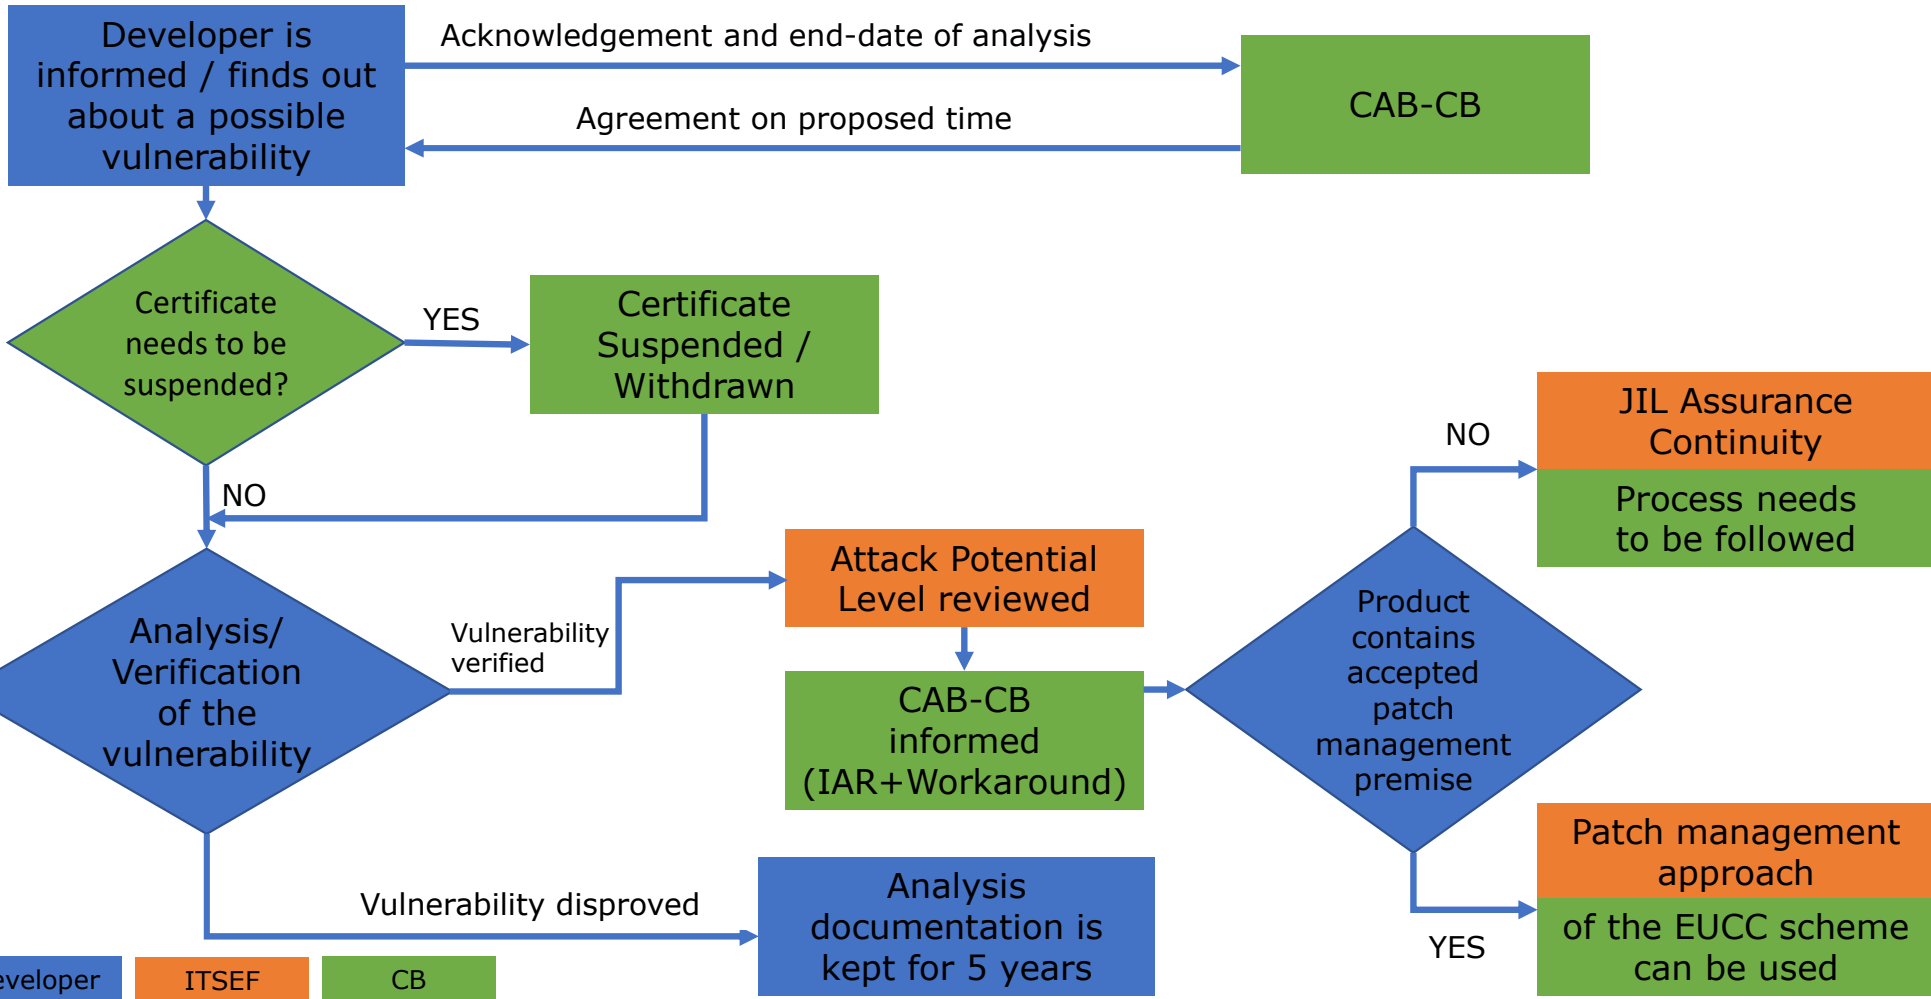 Developer is
informed / finds out
about a possible
vulnerability
Acknowledgement and end-date of analysis
Agreement on proposed time
CAB-CB
Certificate
needs to be
suspended?
YES
Certificate
Suspended /
Withdrawn
NO
Analysis/
Verification
of the
vulnerability
Vulnerability
verified
Attack Potential
Level reviewed
CAB-CB
informed
(IAR+Workaround)
Product
contains
accepted
patch
management
premise
NO
JIL Assurance
Continuity
Process needs
to be followed
YES
Patch management
approach
of the EUCC scheme
can be used
Vulnerability disproved
Analysis
documentation is
kept for 5 years
eveloper
ITSEF
CB